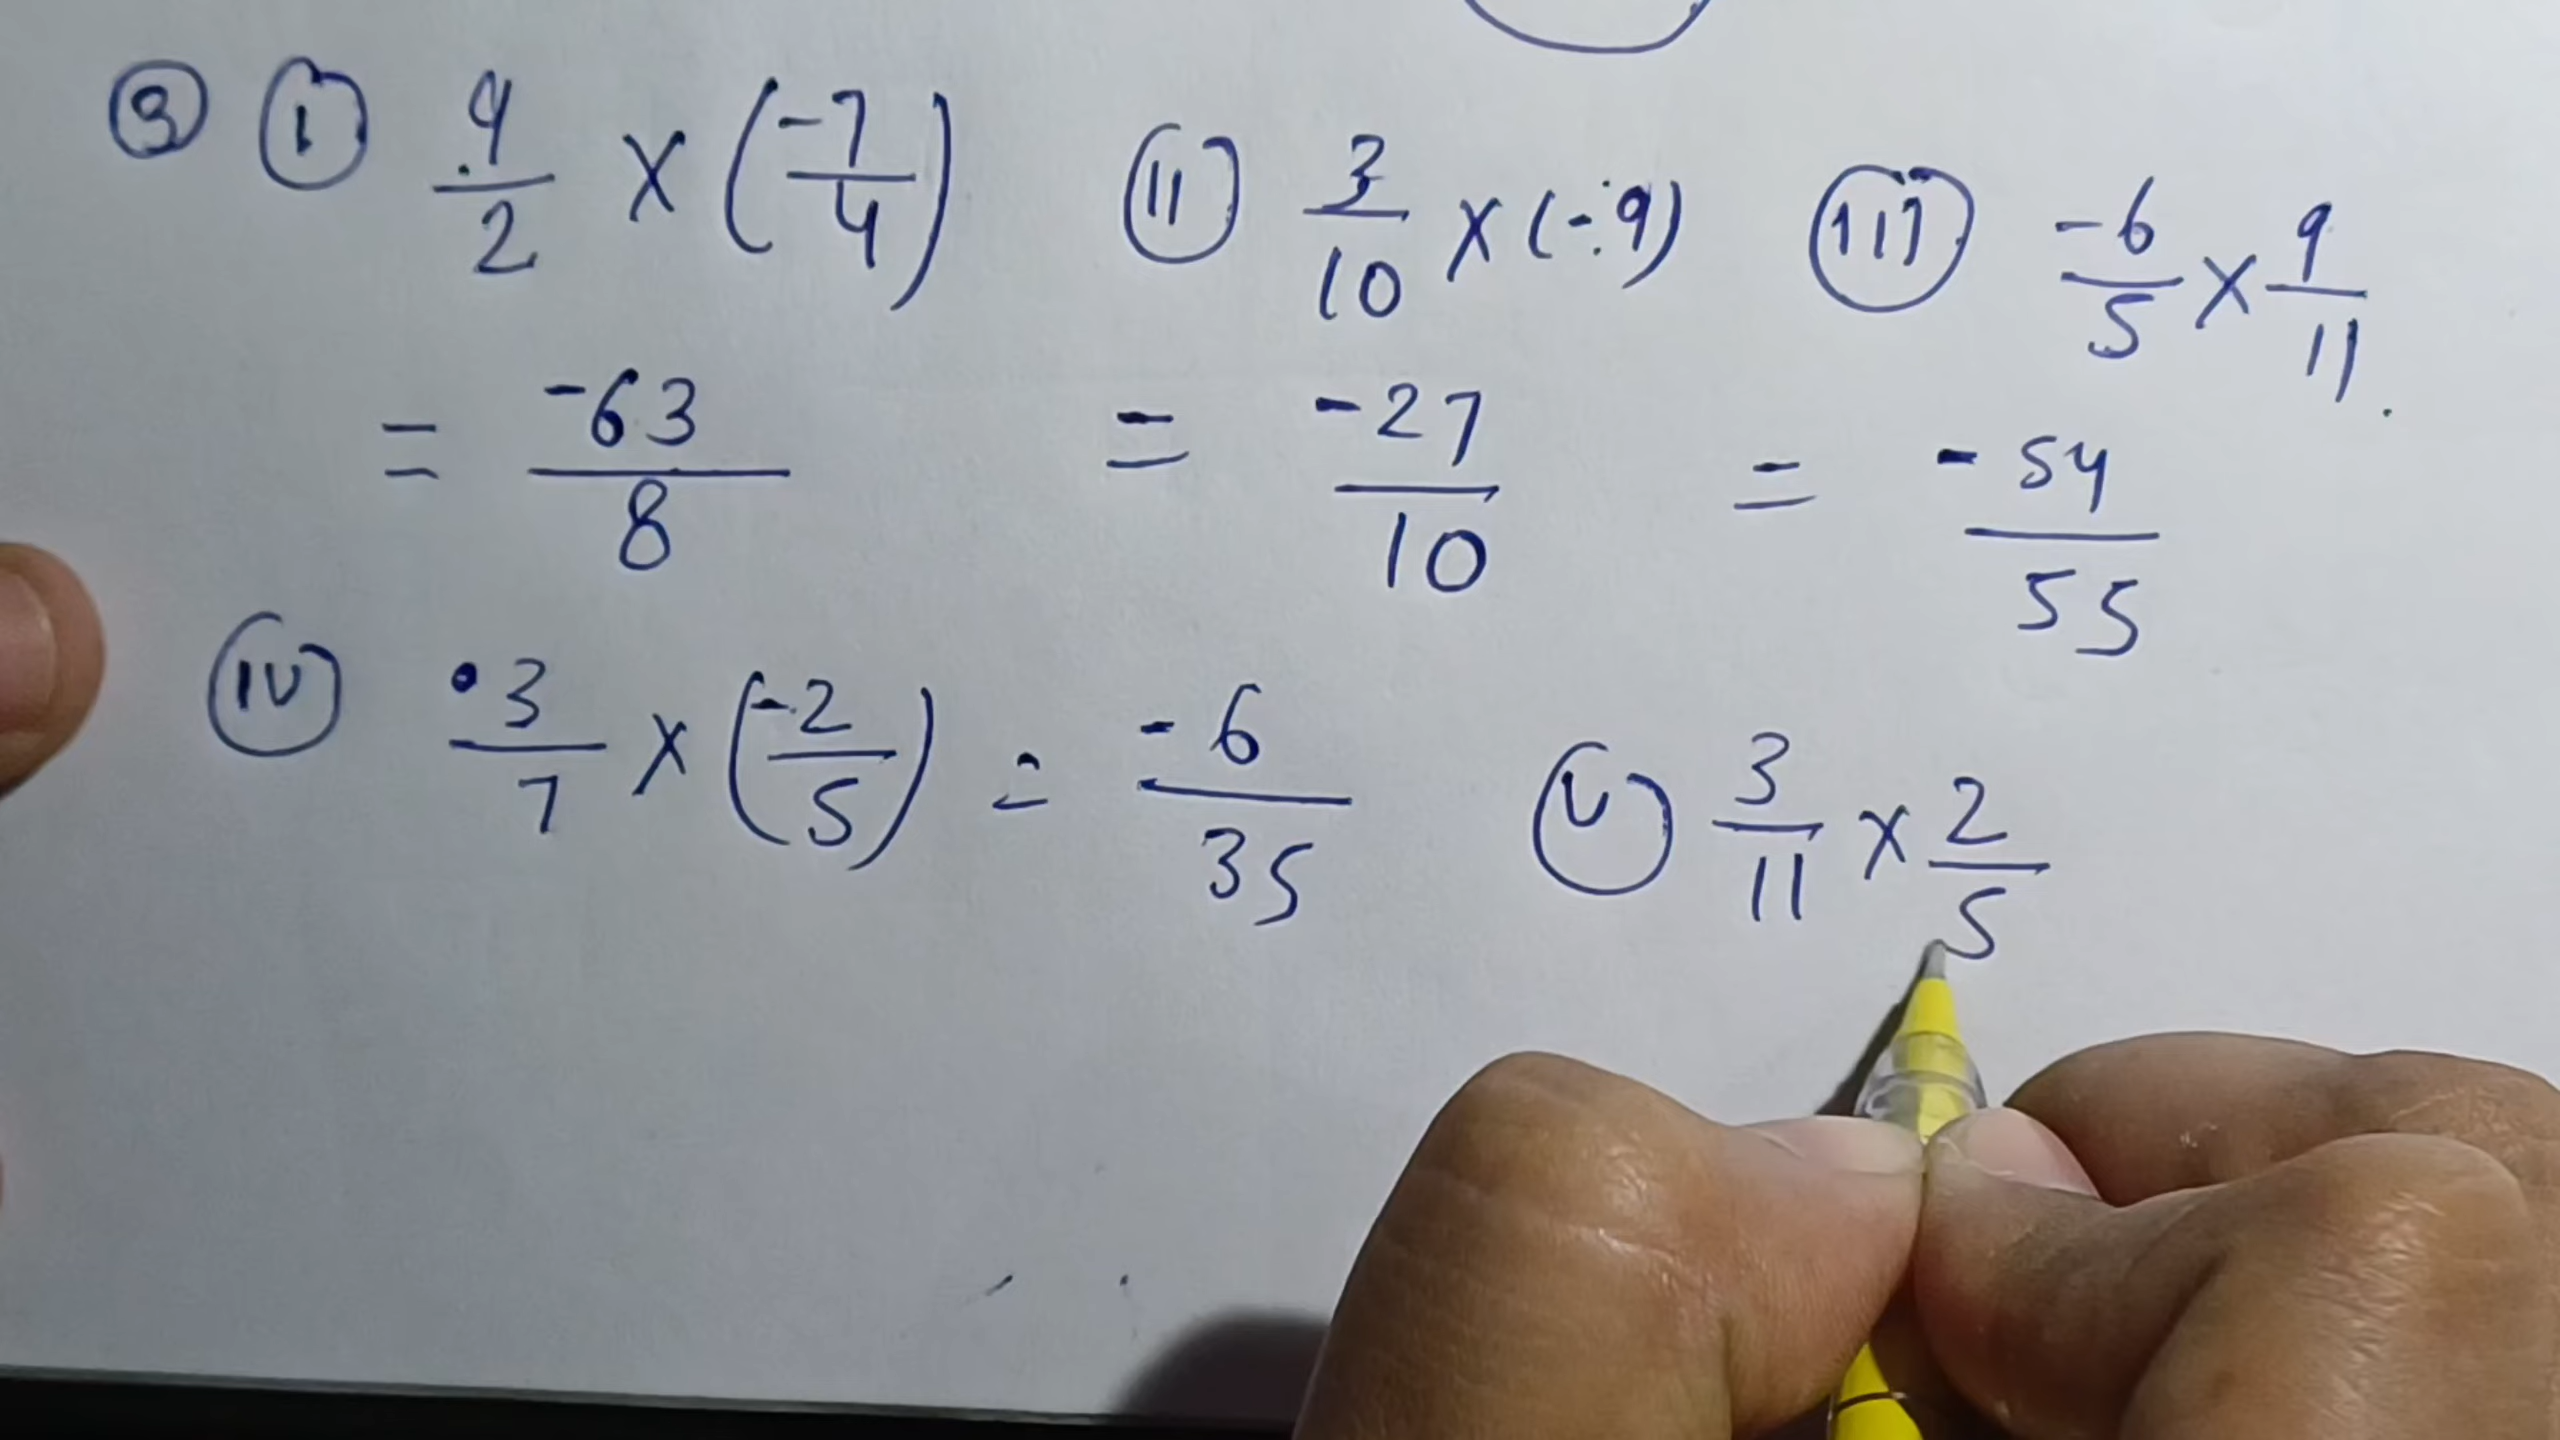 ③ (i) 9/2 × (-7/4) (ii) 3/10 × (-9) (iii) -6/5 × 9/11
= -63/8 = -27/10 = -54/55
(iv) 3/7 × (-2/5) = -6/35 (v) 3/11 × 2/5